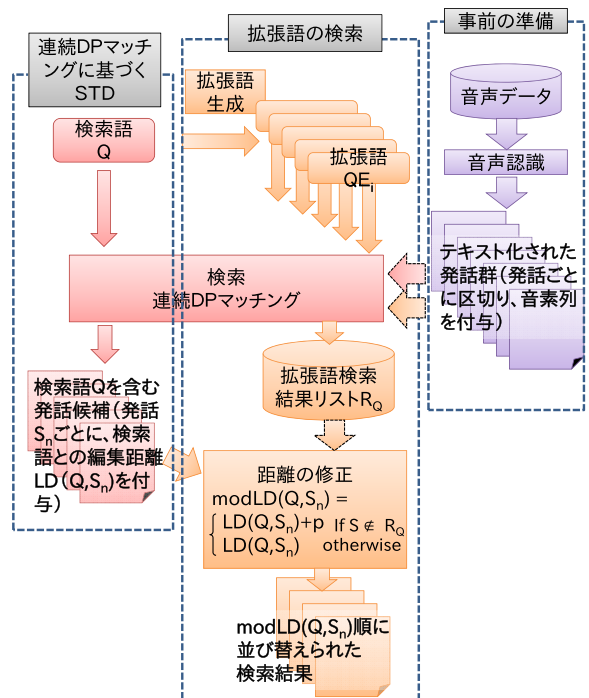 連続DPマッチ
ングに基づく
STD
検索語
Q
拡張語の検索
拡張語
生成
拡張語
QEi
事前の準備
音声データ
音声認識
テキスト化された
発話群(発話ごと
に区切り、音素列
を付与)
検索
連続DPマッチング
検索語Qを含む
発話候補(発話
Snごとに、検索
語との編集距離
LD(Q,Sn)を付
与)
拡張語検索
結果リストRQ
距離の修正
modLD(Q,Sn) =
LD(Q,Sn)+p If S ∉ RQ
LD(Q,Sn) otherwise
modLD(Q,Sn)順に
並び替えられた
検索結果